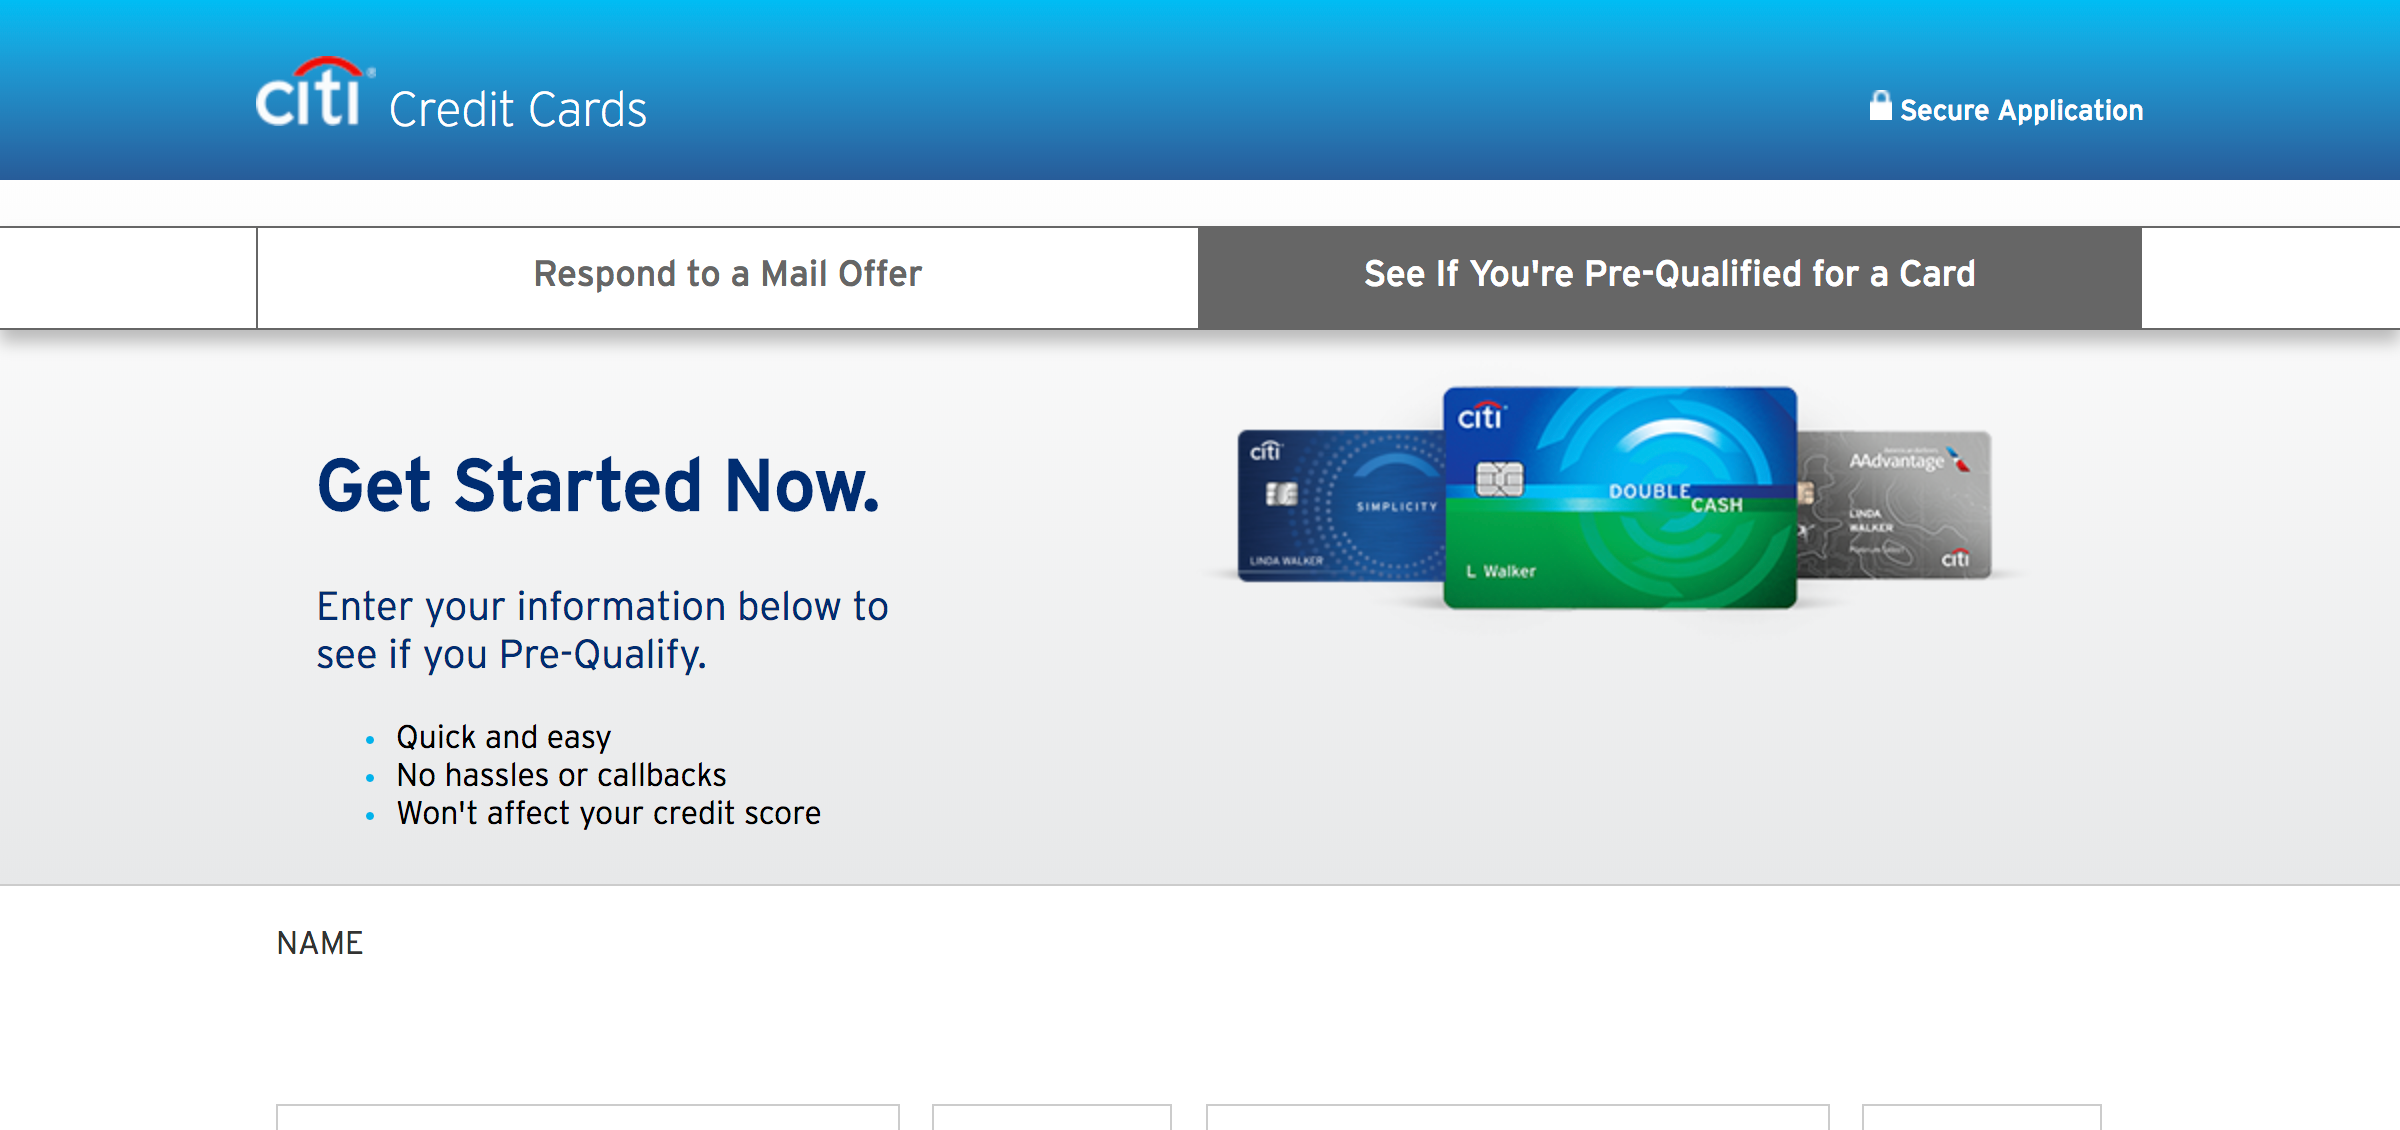 citi® Credit Cards
Secure Application
Respond to a Mail Offer
See If You're Pre-Qualified for a Card
Get Started Now.
Enter your information below to
see if you Pre-Qualify.
Quick and easy
No hassles or callbacks
Won't affect your credit score
citi
SIMPLICITY
LINDA WALKER
citi
DOUBLE
CASH
L Walker
AAdvantage
LINDA
WALKER
citi
NAME